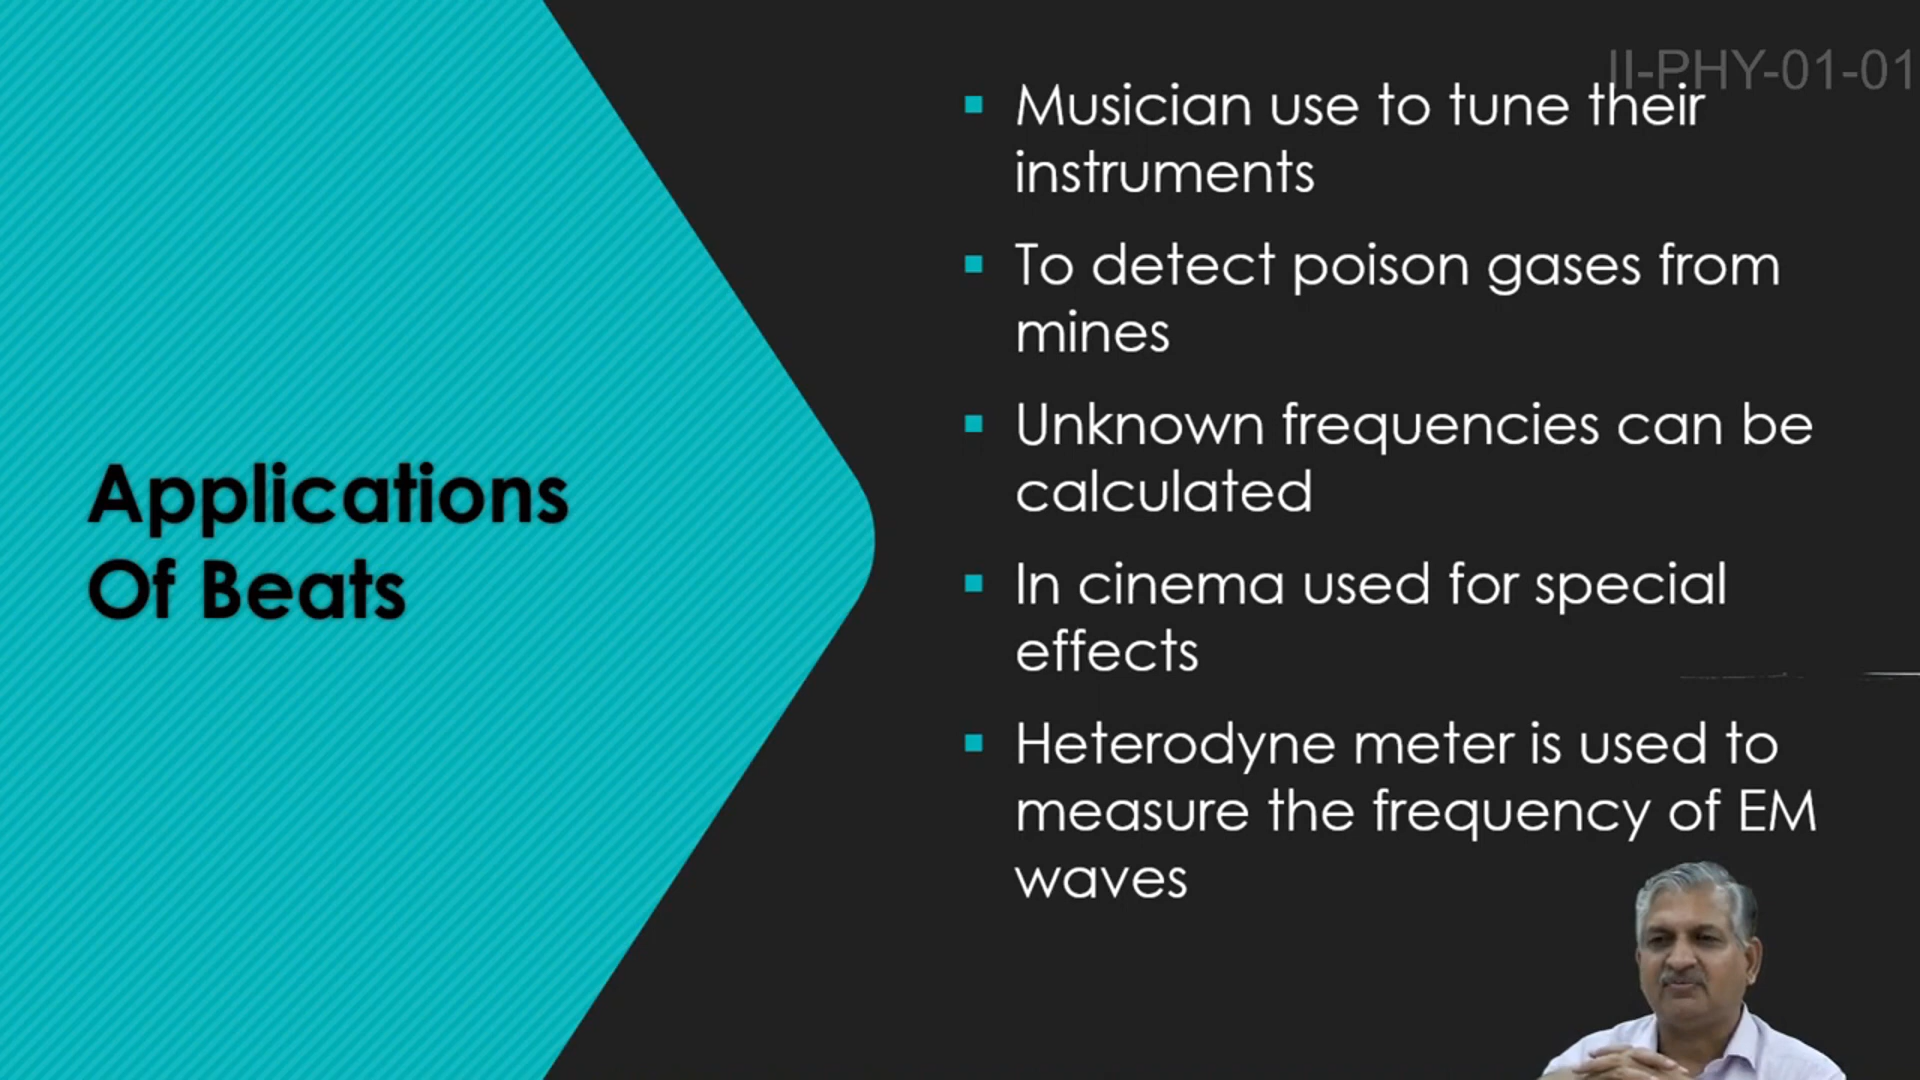 II-PHY-01-01
Applications
Of Beats
Musician use to tune their
instruments
To detect poison gases from
mines
Unknown frequencies can be
calculated
In cinema used for special
effects
Heterodyne meter is used to
measure the frequency of EM
waves